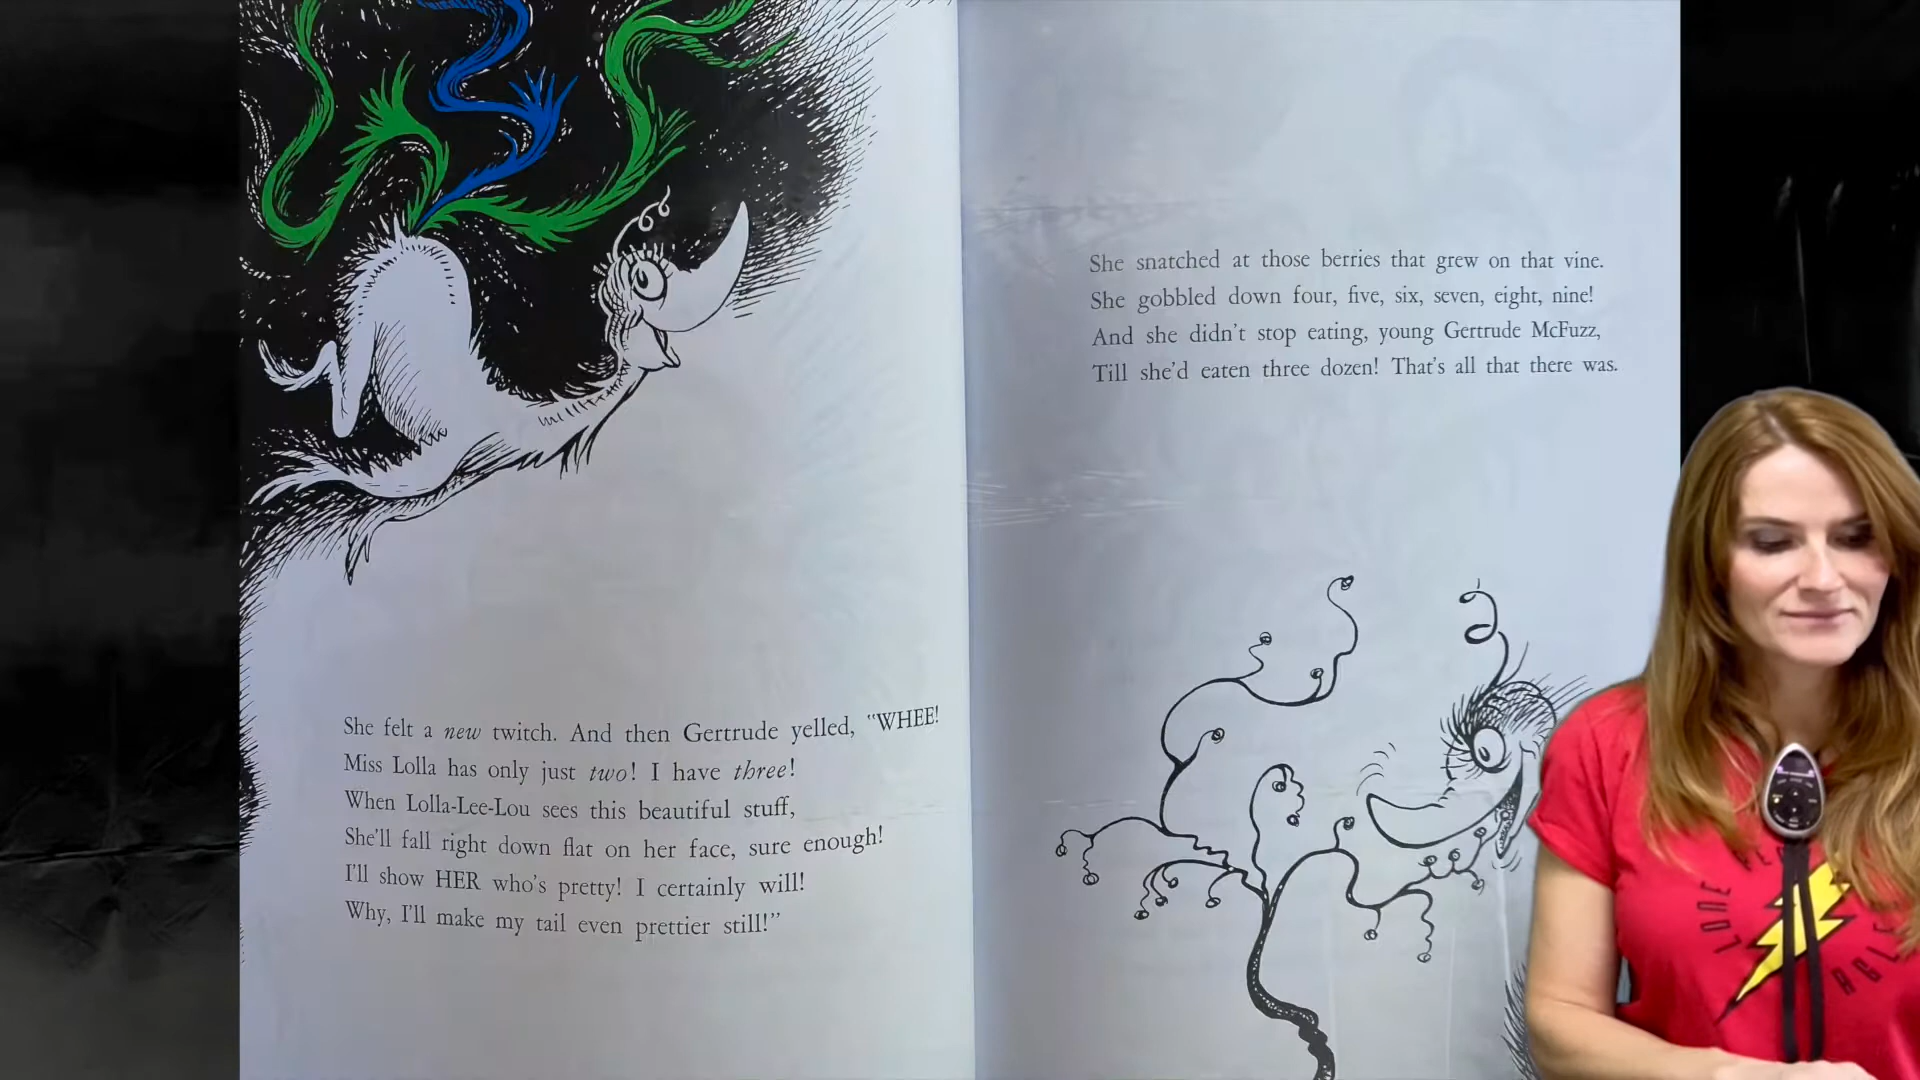 She felt a new twitch. And then Gertrude yelled, "WHEE!
Miss Lolla has only just two! I have three!
When Lolla-Lee-Lou sees this beautiful stuff,
She'll fall right down flat on her face, sure enough!
I'll show HER who's pretty! I certainly will!
Why, I'll make my tail even prettier still!"
She snatched at those berries that grew on that vine.
She gobbled down four, five, six, seven, eight, nine!
And she didn't stop eating, young Gertrude McFuzz,
Till she'd eaten three dozen! That's all that there was.
LONE